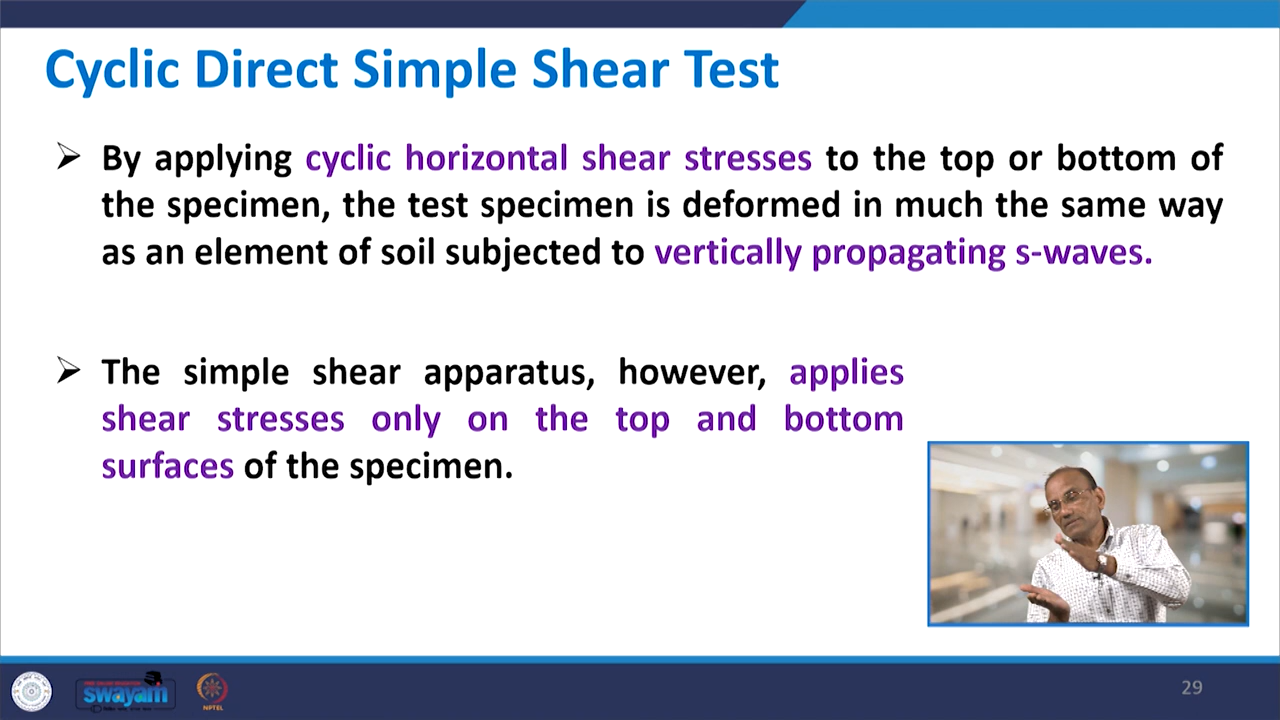 Cyclic Direct Simple Shear Test
By applying cyclic horizontal shear stresses to the top or bottom of
the specimen, the test specimen is deformed in much the same way
as an element of soil subjected to vertically propagating s-waves.
The simple shear apparatus, however, applies
shear stresses only on the top and bottom
surfaces of the specimen.
swayam
NPTEL
29